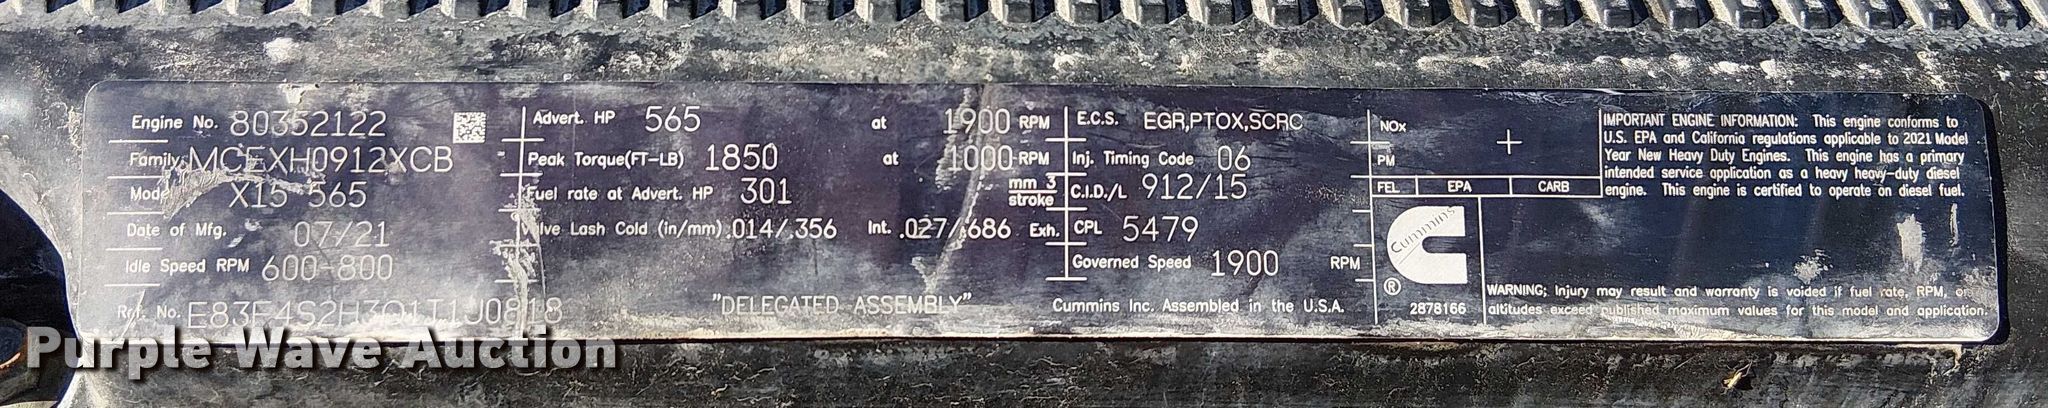 Engine No. 80352122
Family MCEXH0912XCB
Model X15 565
Date of Mfg. 07/21
Idle Speed RPM 600-800
Ref. No. E83F4S2H3Q1T1J0818
Advert. HP 565 at 1900 RPM
Peak Torque(FT-LB) 1850 at 1000 RPM
Fuel rate at Advert. HP 301 mm 3 stroke
Valve Lash Cold (in/mm) .014/.356 Int. .027/.686 Exh.
"DELEGATED ASSEMBLY"
E.C.S. EGR,PTOX,SCRC
Inj. Timing Code 06
C.I.D./L 912/15
CPL 5479
Governed Speed 1900 RPM
Cummins Inc. Assembled in the U.S.A.
NOx
PM
FEL EPA CARB
Cummins
®
2878166
IMPORTANT ENGINE INFORMATION: This engine conforms to
U.S. EPA and California regulations applicable to 2021 Model
Year New Heavy Duty Engines. This engine has a primary
intended service application as a heavy heavy-duty diesel
engine. This engine is certified to operate on diesel fuel.
WARNING; Injury may result and warranty is voided if fuel rate, RPM, or
altitudes exceed published maximum values for this model and application.
Purple Wave Auction